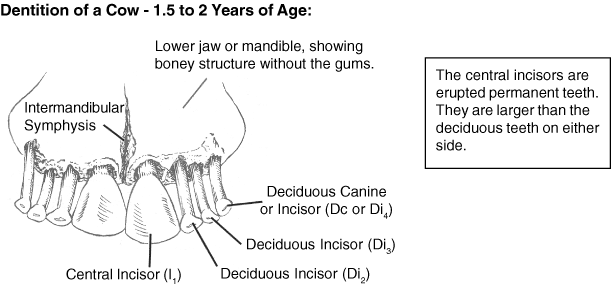 Dentition of a Cow - 1.5 to 2 Years of Age:
Lower jaw or mandible, showing
boney structure without the gums.
The central incisors are
erupted permanent teeth.
They are larger than the
deciduous teeth on either
side.
Intermandibular
Symphysis
Deciduous Canine
or Incisor (Dc or Di₄)
Deciduous Incisor (Di₃)
Central Incisor (I₁)
Deciduous Incisor (Di₂)